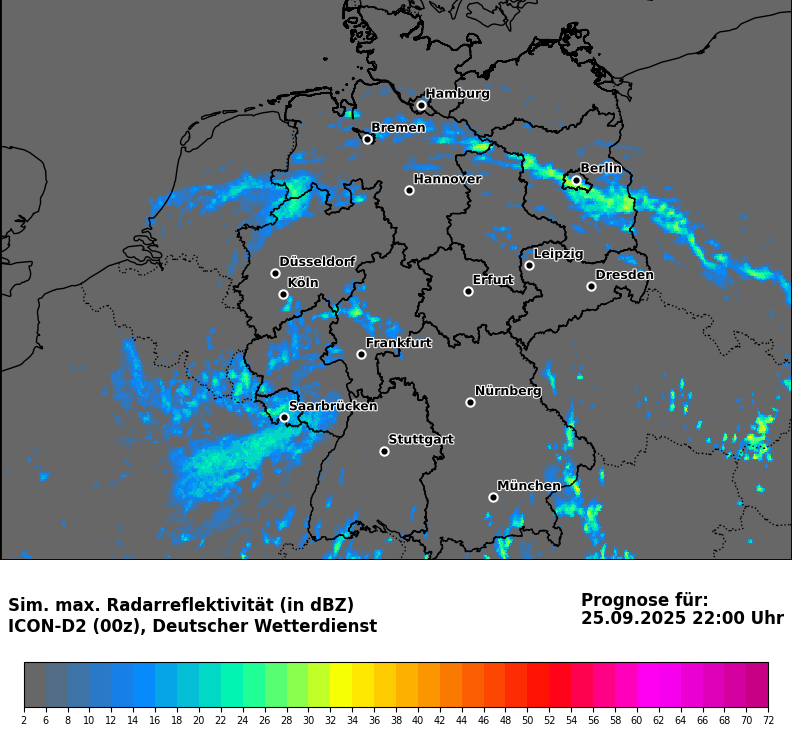 Hamburg
Bremen
Berlin
Hannover
Leipzig
Düsseldorf
Dresden
Köln
Erfurt
Frankfurt
Nürnberg
Saarbrücken
Stuttgart
München
Sim. max. Radarreflektivität (in dBZ)
ICON-D2 (00z), Deutscher Wetterdienst
Prognose für:
25.09.2025 22:00 Uhr
2 6 8 10 12 14 16 18 20 22 24 26 28 30 32 34 36 38 40 42 44 46 48 50 52 54 56 58 60 62 64 66 68 70 72